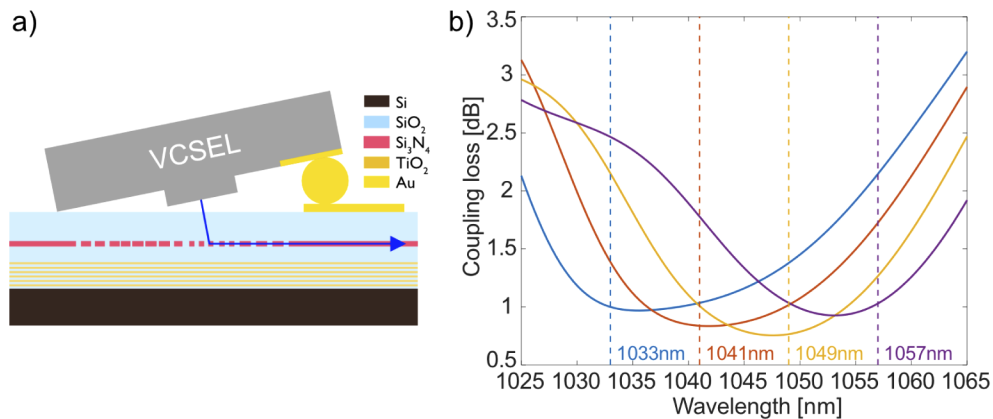 a)
VCSEL
Si
SiO₂
Si₃N₄
TiO₂
Au
b)
Coupling loss [dB]
3.5
3
2.5
2
1.5
1
0.5
1033nm
1041nm
1049nm
1057nm
1025
1030
1035
1040
1045
1050
1055
1060
1065
Wavelength [nm]